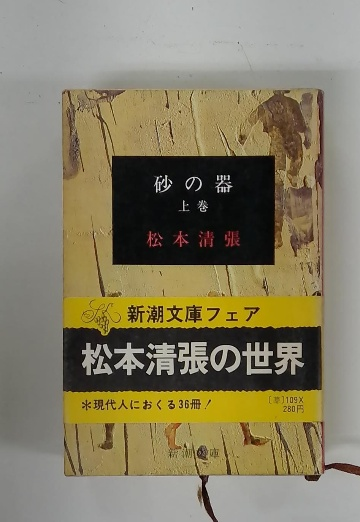 砂の器
上巻
松本清張
新潮文庫フェア
松本清張の世界
＊現代人におくる36冊！
[草]109X
280円
新潮文庫